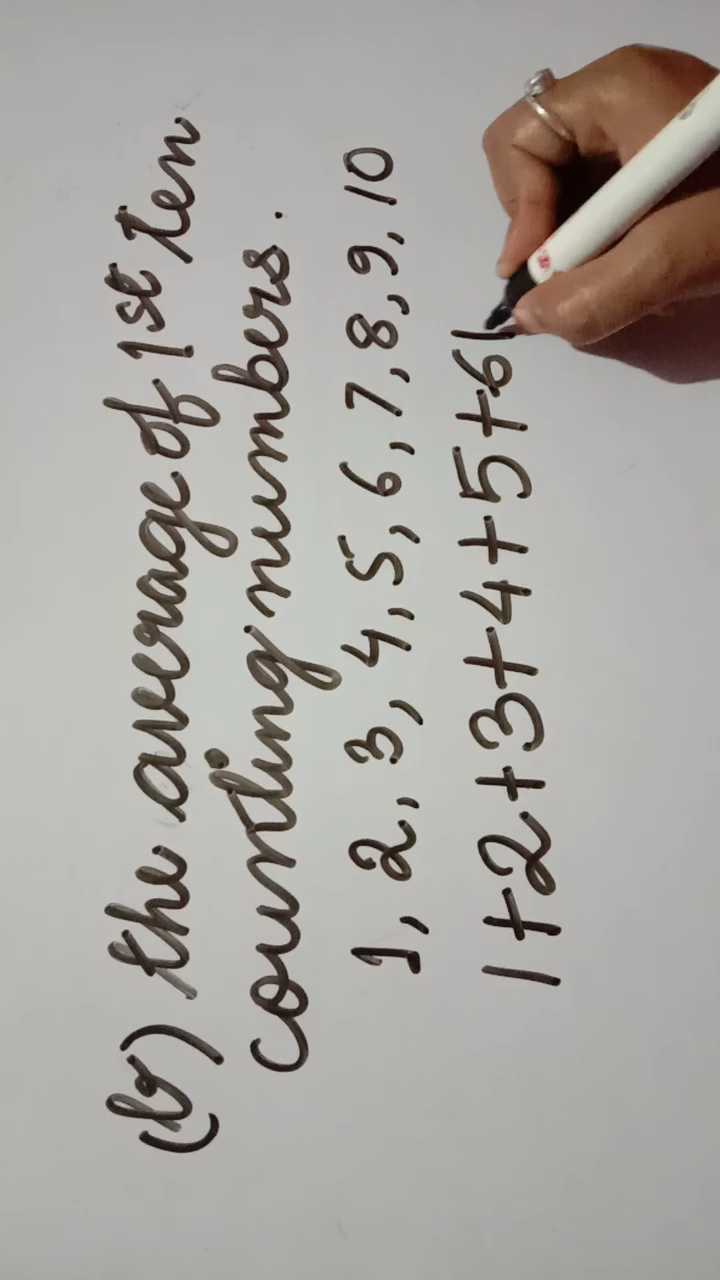 (b) the average of 1st ten
counting numbers.
1, 2, 3, 4, 5, 6, 7, 8, 9, 10
1+2+3+4+5+6